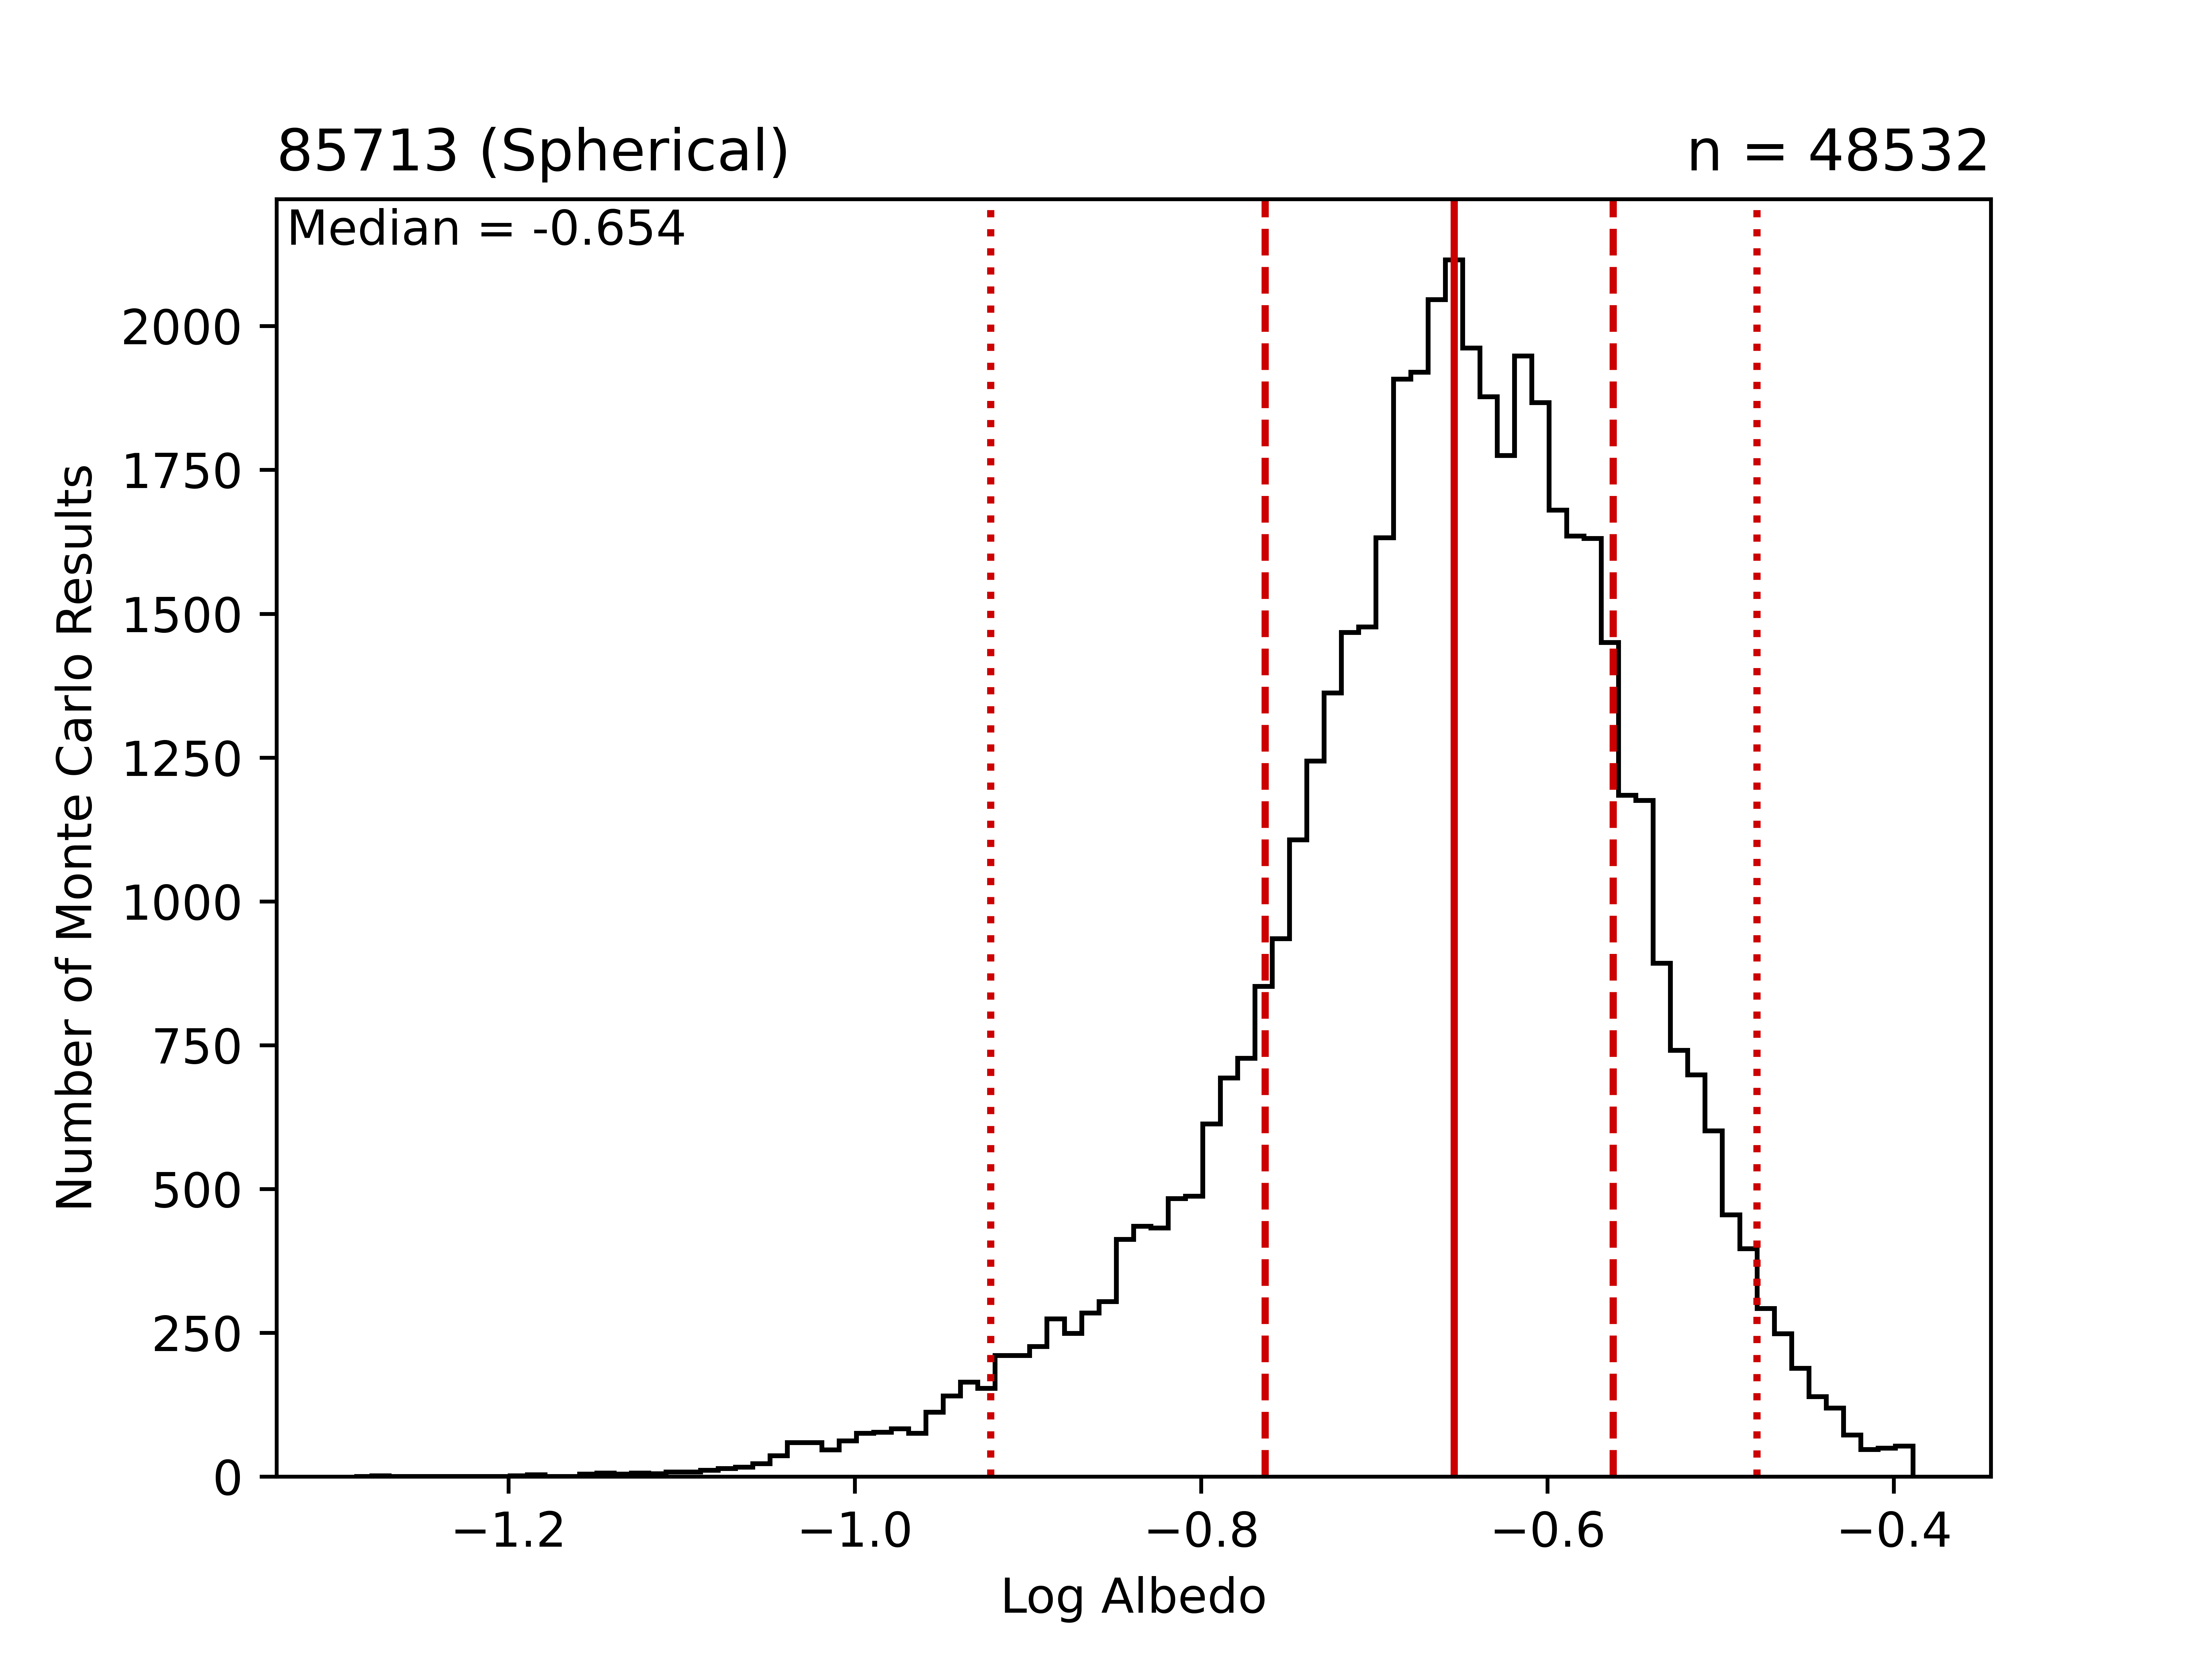 85713 (Spherical)
n = 48532
Median = -0.654
2000
1750
1500
1250
1000
750
500
250
0
Number of Monte Carlo Results
−1.2
−1.0
−0.8
−0.6
−0.4
Log Albedo